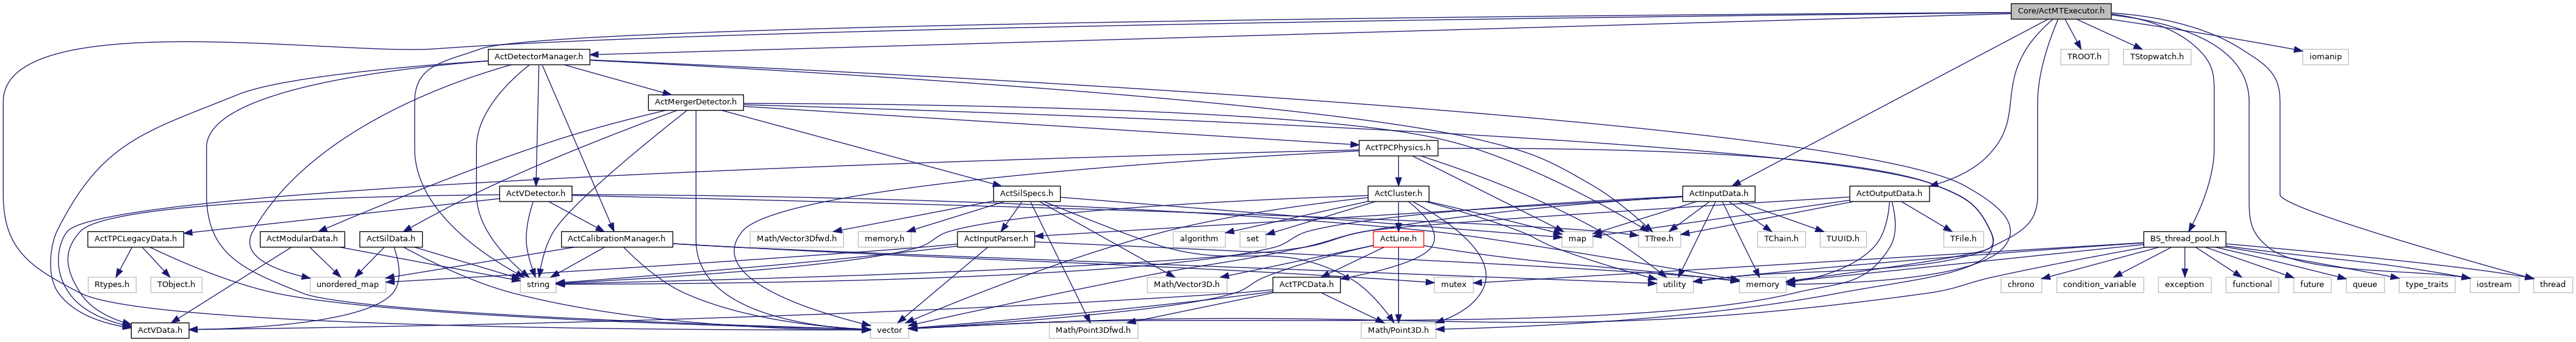 Core/ActMTExecutor.h
ActDetectorManager.h
TROOT.h
TStopwatch.h
iomanip
ActMergerDetector.h
ActTPCPhysics.h
ActVDetector.h
ActSilSpecs.h
ActCluster.h
ActInputData.h
ActOutputData.h
ActTPCLegacyData.h
ActModularData.h
ActSilData.h
ActCalibrationManager.h
Math/Vector3Dfwd.h
memory.h
ActInputParser.h
algorithm
set
ActLine.h
map
TTree.h
TChain.h
TUUID.h
TFile.h
BS_thread_pool.h
Rtypes.h
TObject.h
unordered_map
string
Math/Vector3D.h
ActTPCData.h
mutex
utility
memory
chrono
condition_variable
exception
functional
future
queue
type_traits
iostream
thread
ActVData.h
vector
Math/Point3Dfwd.h
Math/Point3D.h